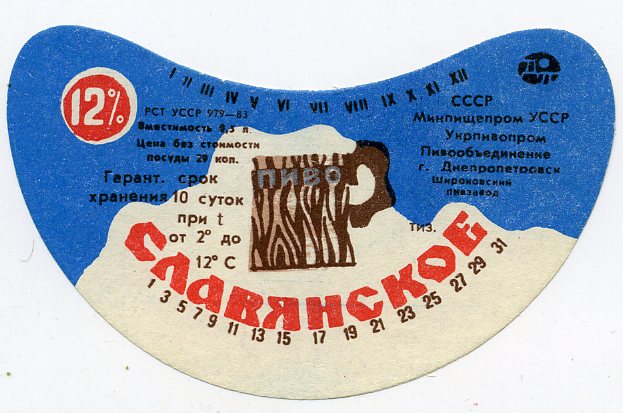 I II III IV V VI VII VIII IX X XI XII
12%
РСТ УССР 979—83
Вместимость 0,5 л.
Цена без стоимости
посуды 29 коп.
Гарант. срок
хранения 10 суток
при t
от 2° до
12° С
ПИВО
СССР
Минпищепром УССР
Укрпивопром
Пивообъединение
г. Днепропетровск
Широковский
пивзавод
ТИЗ.
СЛАВЯНСКОЕ
1 3 5 7 9 11 13 15 17 19 21 23 25 27 29 31